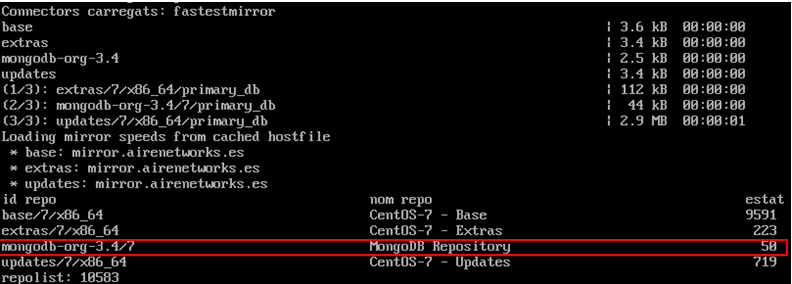 Connectors carregats: fastestmirror
base | 3.6 kB 00:00:00
extras | 3.4 kB 00:00:00
mongodb-org-3.4 | 2.5 kB 00:00:00
updates | 3.4 kB 00:00:00
(1/3): extras/7/x86_64/primary_db | 112 kB 00:00:00
(2/3): mongodb-org-3.4/7/primary_db | 44 kB 00:00:00
(3/3): updates/7/x86_64/primary_db | 2.9 MB 00:00:01
Loading mirror speeds from cached hostfile
* base: mirror.airenetworks.es
* extras: mirror.airenetworks.es
* updates: mirror.airenetworks.es
id repo nom repo estat
base/7/x86_64 CentOS-7 - Base 9591
extras/7/x86_64 CentOS-7 - Extras 223
mongodb-org-3.4/7 MongoDB Repository 50
updates/7/x86_64 CentOS-7 - Updates 719
repolist: 10583